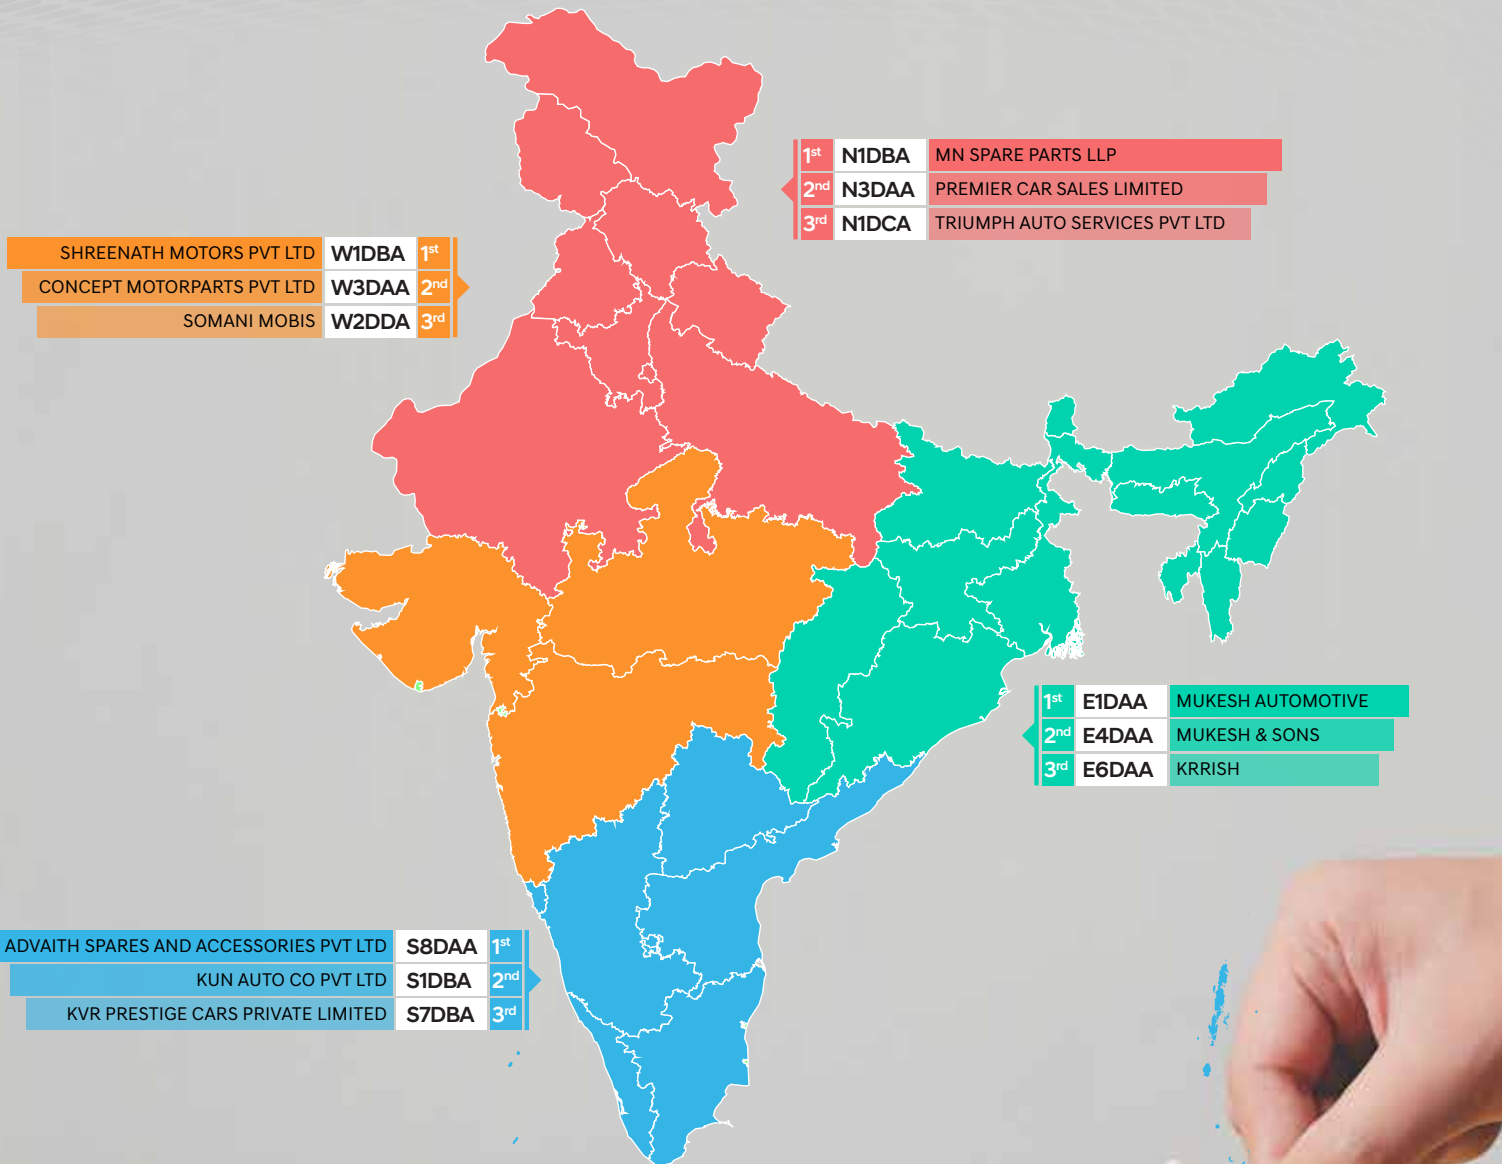 1st N1DBA MN SPARE PARTS LLP
2nd N3DAA PREMIER CAR SALES LIMITED
3rd N1DCA TRIUMPH AUTO SERVICES PVT LTD
SHREENATH MOTORS PVT LTD W1DBA 1st
CONCEPT MOTORPARTS PVT LTD W3DAA 2nd
SOMANI MOBIS W2DDA 3rd
1st E1DAA MUKESH AUTOMOTIVE
2nd E4DAA MUKESH & SONS
3rd E6DAA KRRISH
ADVAITH SPARES AND ACCESSORIES PVT LTD S8DAA 1st
KUN AUTO CO PVT LTD S1DBA 2nd
KVR PRESTIGE CARS PRIVATE LIMITED S7DBA 3rd